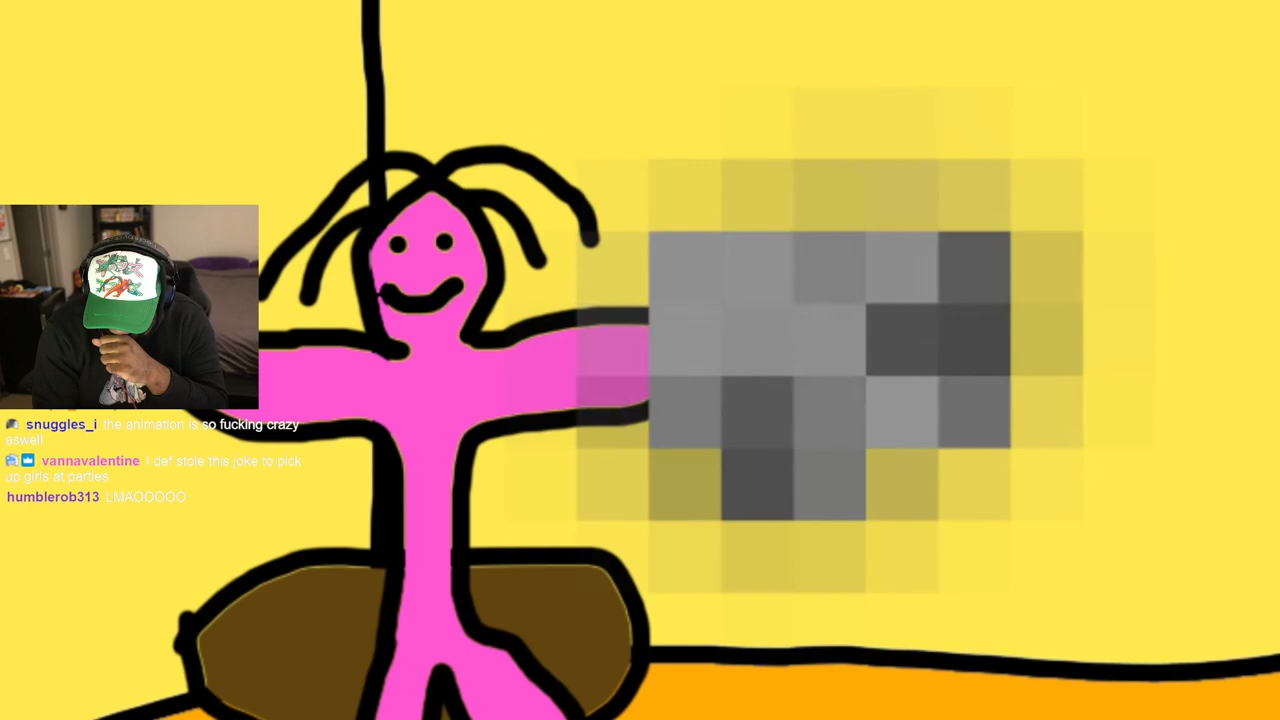 snuggles_i the animation is so fucking crazy
aswell
vannavalentine I def stole this joke to pick
up girls at parties
humblerob313 LMAOOOOO